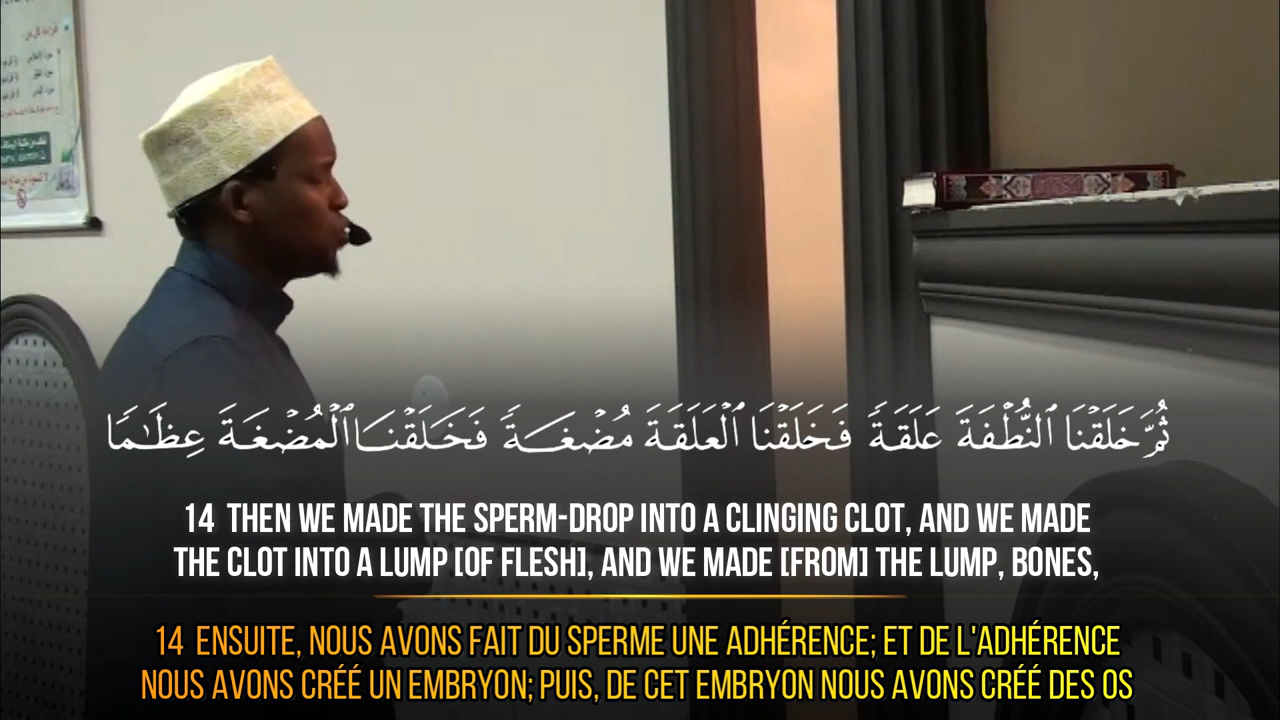 ثُمَّ خَلَقْنَا ٱلنُّطْفَةَ عَلَقَةً فَخَلَقْنَا ٱلْعَلَقَةَ مُضْغَةً فَخَلَقْنَا ٱلْمُضْغَةَ عِظَٰمًا
14 THEN WE MADE THE SPERM-DROP INTO A CLINGING CLOT, AND WE MADE
THE CLOT INTO A LUMP [OF FLESH], AND WE MADE [FROM] THE LUMP, BONES,
14 ENSUITE, NOUS AVONS FAIT DU SPERME UNE ADHÉRENCE; ET DE L'ADHÉRENCE
NOUS AVONS CRÉÉ UN EMBRYON; PUIS, DE CET EMBRYON NOUS AVONS CRÉÉ DES OS